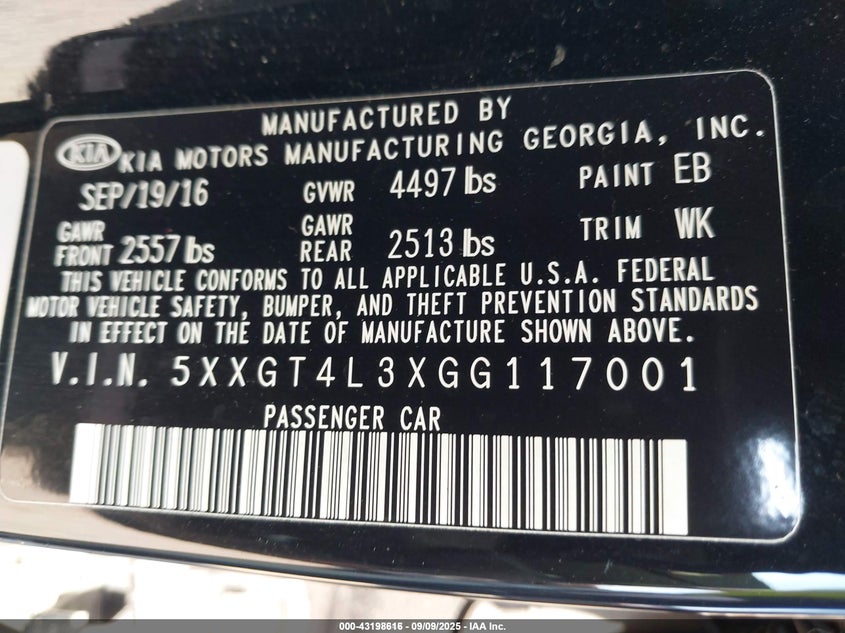 MANUFACTURED BY
KIA KIA MOTORS MANUFACTURING GEORGIA, INC.
SEP/19/16 GVWR 4497 lbs PAINT EB
GAWR FRONT 2557 lbs GAWR REAR 2513 lbs TRIM WK
THIS VEHICLE CONFORMS TO ALL APPLICABLE U.S.A. FEDERAL
MOTOR VEHICLE SAFETY, BUMPER, AND THEFT PREVENTION STANDARDS
IN EFFECT ON THE DATE OF MANUFACTURE SHOWN ABOVE.
V.I.N. 5XXGT4L3XGG117001
PASSENGER CAR
000-43198616 - 09/09/2025 - IAA Inc.